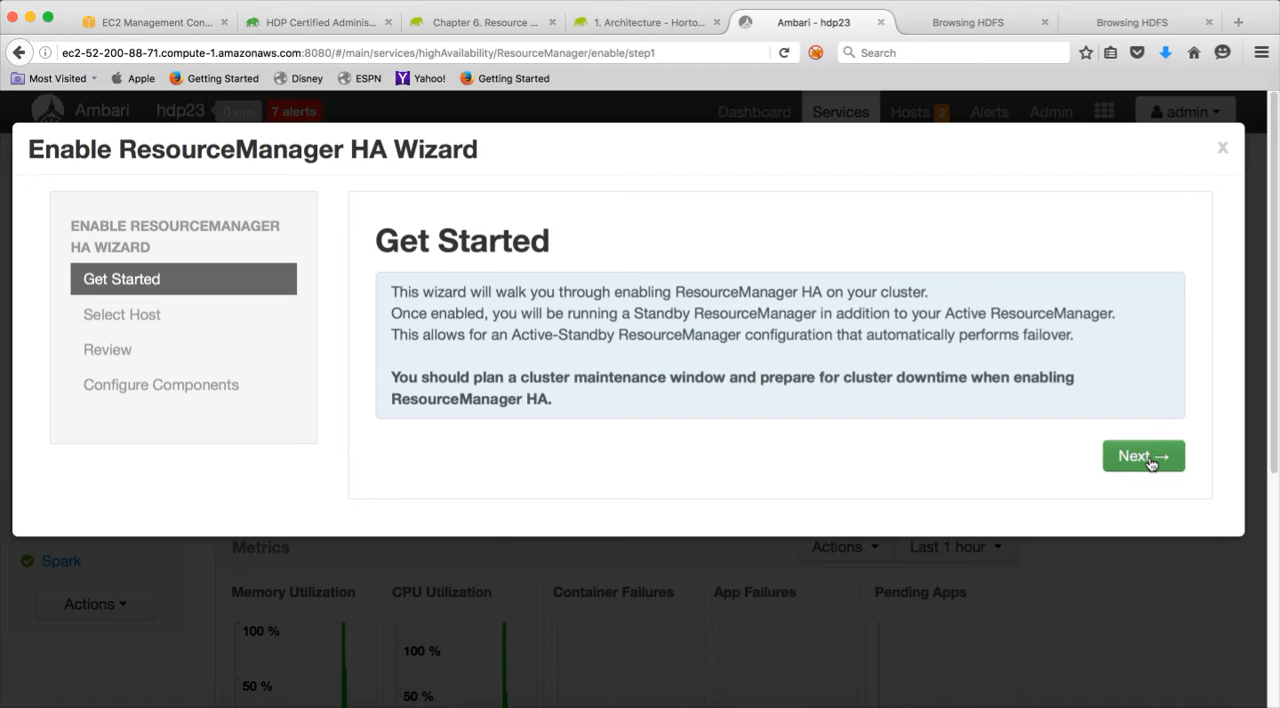 EC2 Management Con...
HDP Certified Adminis...
Chapter 6. Resource ...
1. Architecture - Horto...
Ambari - hdp23
Browsing HDFS
Browsing HDFS
ec2-52-200-88-71.compute-1.amazonaws.com:8080/#/main/services/highAvailability/ResourceManager/enable/step1
Search
Most Visited
Apple
Getting Started
Disney
ESPN
Yahoo!
Getting Started
Ambari hdp23 0 ops 7 alerts Dashboard Services Hosts 3 Alerts Admin admin
Enable ResourceManager HA Wizard
x
ENABLE RESOURCEMANAGER
HA WIZARD
Get Started
Select Host
Review
Configure Components
Get Started
This wizard will walk you through enabling ResourceManager HA on your cluster.
Once enabled, you will be running a Standby ResourceManager in addition to your Active ResourceManager.
This allows for an Active-Standby ResourceManager configuration that automatically performs failover.
You should plan a cluster maintenance window and prepare for cluster downtime when enabling
ResourceManager HA.
Next →
Spark
Actions
Metrics
Actions
Last 1 hour
Memory Utilization
CPU Utilization
Container Failures
App Failures
Pending Apps
100 %
50 %
100 %
50 %